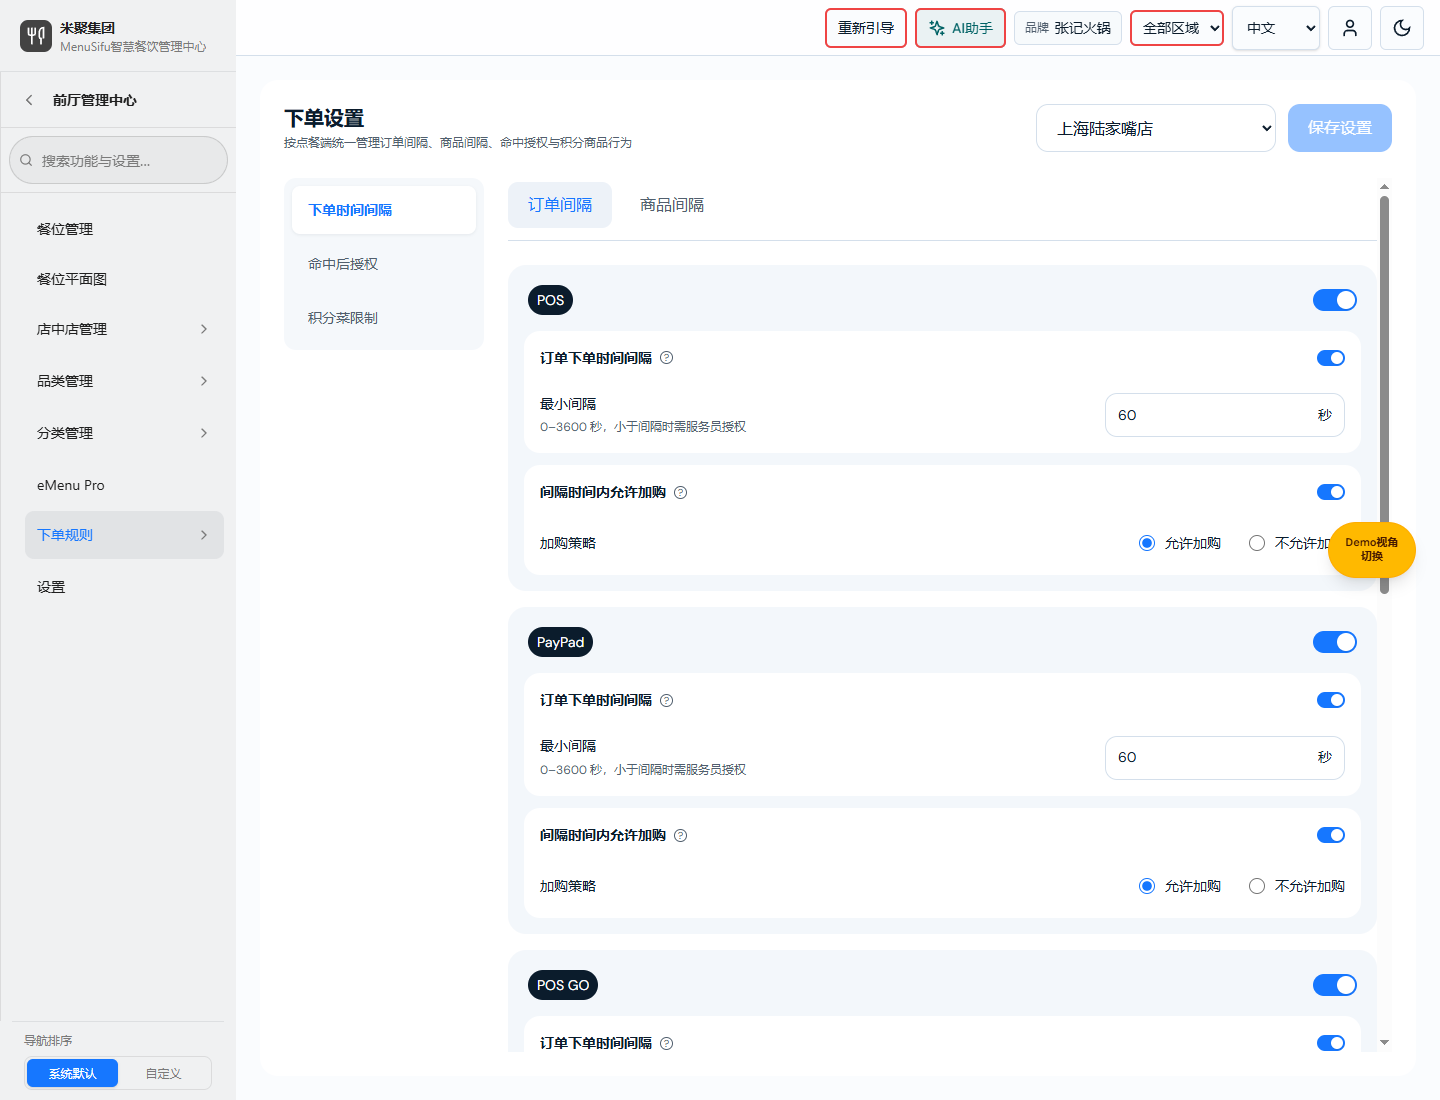 米聚集团
MenuSifu智慧餐饮管理中心
前厅管理中心
搜索功能与设置...
餐位管理
餐位平面图
店中店管理
品类管理
分类管理
eMenu Pro
下单规则
设置
导航排序
系统默认
自定义
重新引导
AI助手
品牌 张记火锅
全部区域
中文
下单设置
按点餐端统一管理订单间隔、商品间隔、命中授权与积分商品行为
上海陆家嘴店
保存设置
下单时间间隔
命中后授权
积分菜限制
订单间隔
商品间隔
POS
订单下单时间间隔 ?
最小间隔
0–3600 秒，小于间隔时需服务员授权
60 秒
间隔时间内允许加购 ?
加购策略
允许加购
不允许加
Demo视角
切换
PayPad
订单下单时间间隔 ?
最小间隔
0–3600 秒，小于间隔时需服务员授权
60 秒
间隔时间内允许加购 ?
加购策略
允许加购
不允许加购
POS GO
订单下单时间间隔 ?